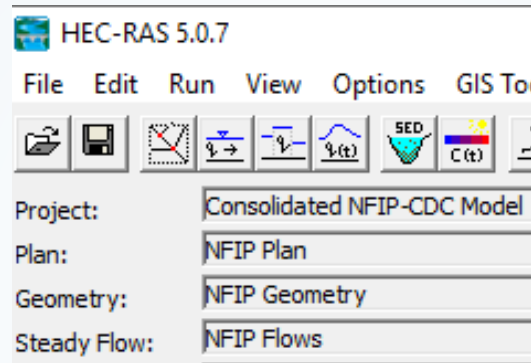 HEC-RAS 5.0.7
File Edit Run View Options GIS To
SED C(t)
Project: Consolidated NFIP-CDC Model
Plan: NFIP Plan
Geometry: NFIP Geometry
Steady Flow: NFIP Flows